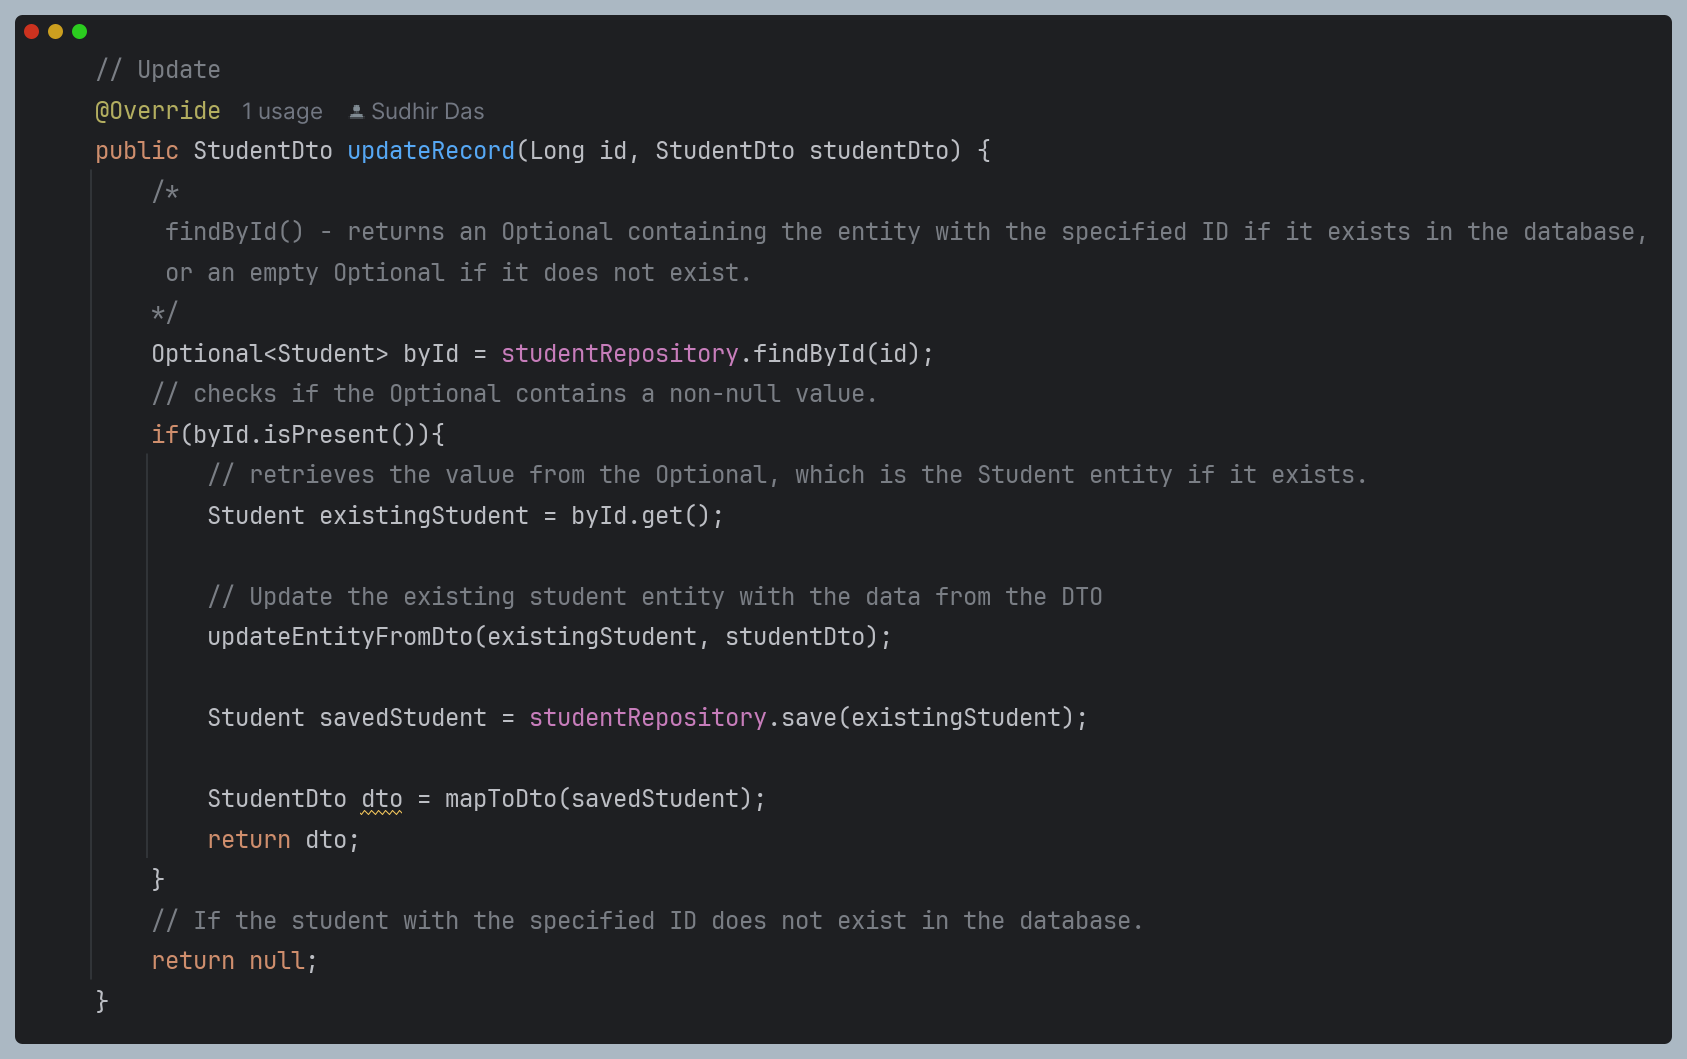 // Update
@Override 1 usage Sudhir Das
public StudentDto updateRecord(Long id, StudentDto studentDto) {
/*
findById() - returns an Optional containing the entity with the specified ID if it exists in the database,
or an empty Optional if it does not exist.
*/
Optional<Student> byId = studentRepository.findById(id);
// checks if the Optional contains a non-null value.
if(byId.isPresent()){
// retrieves the value from the Optional, which is the Student entity if it exists.
Student existingStudent = byId.get();
// Update the existing student entity with the data from the DTO
updateEntityFromDto(existingStudent, studentDto);
Student savedStudent = studentRepository.save(existingStudent);
StudentDto dto = mapToDto(savedStudent);
return dto;
}
// If the student with the specified ID does not exist in the database.
return null;
}